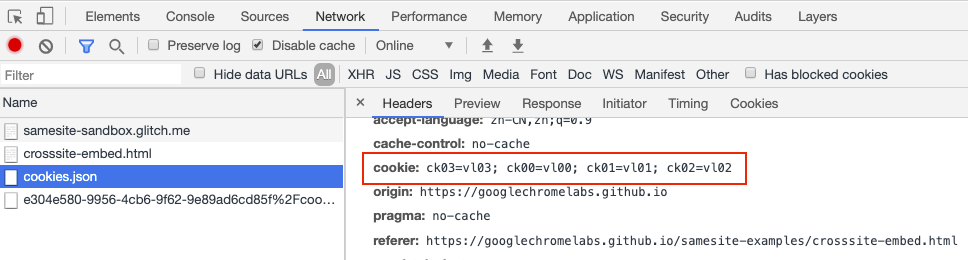 Elements Console Sources Network Performance Memory Application Security Audits Layers
Preserve log Disable cache Online
Filter Hide data URLs All XHR JS CSS Img Media Font Doc WS Manifest Other Has blocked cookies
Name × Headers Preview Response Initiator Timing Cookies
accept-language: zh-CN,zh;q=0.9
samesite-sandbox.glitch.me
cache-control: no-cache
crosssite-embed.html
cookie: ck03=vl03; ck00=vl00; ck01=vl01; ck02=vl02
cookies.json
origin: https://googlechromelabs.github.io
e304e580-9956-4cb6-9f62-9e89ad6cd85f%2Fcoo...
pragma: no-cache
referer: https://googlechromelabs.github.io/samesite-examples/crosssite-embed.html